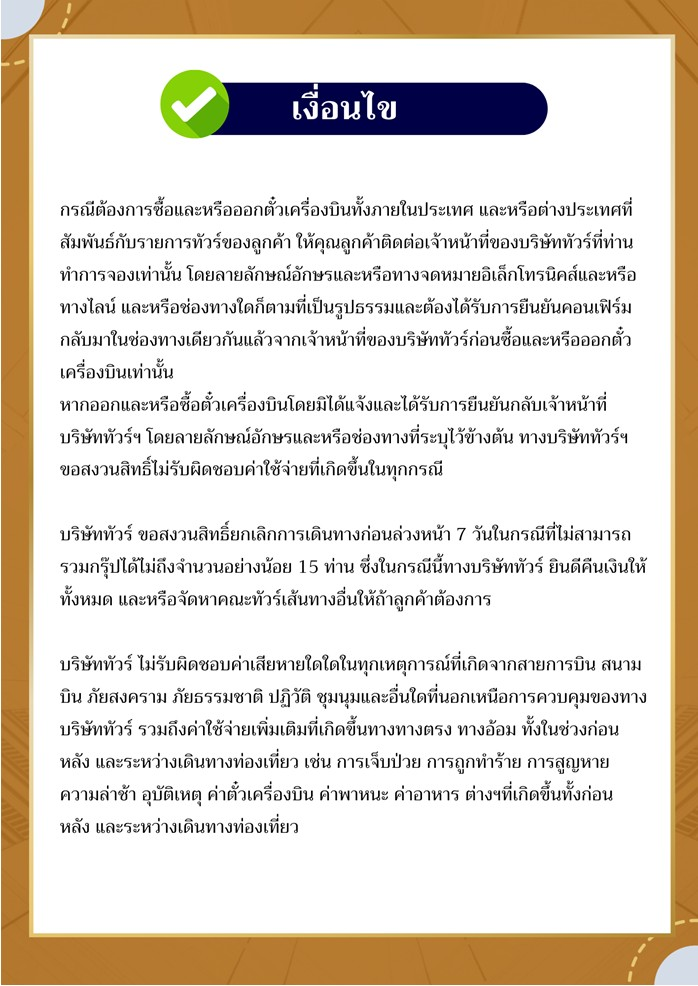 เงื่อนไข
กรณีต้องการซื้อและหรือออกตั๋วเครื่องบินทั้งภายในประเทศ และหรือต่างประเทศที่
สัมพันธ์กับรายการทัวร์ของลูกค้า ให้คุณลูกค้าติดต่อเจ้าหน้าที่ของบริษัททัวร์ที่ท่าน
ทำการจองเท่านั้น โดยลายลักษณ์อักษรและหรือทางจดหมายอิเล็กโทรนิคส์และหรือ
ทางไลน์ และหรือช่องทางใดก็ตามที่เป็นรูปธรรมและต้องได้รับการยืนยันคอนเฟิร์ม
กลับมาในช่องทางเดียวกันแล้วจากเจ้าหน้าที่ของบริษัททัวร์ก่อนซื้อและหรือออกตั๋ว
เครื่องบินเท่านั้น
หากออกและหรือซื้อตั๋วเครื่องบินโดยมิได้แจ้งและได้รับการยืนยันกลับเจ้าหน้าที่
บริษัททัวร์ฯ โดยลายลักษณ์อักษรและหรือช่องทางที่ระบุไว้ข้างต้น ทางบริษัททัวร์ฯ
ขอสงวนสิทธิ์ไม่รับผิดชอบค่าใช้จ่ายที่เกิดขึ้นในทุกกรณี
บริษัททัวร์ ขอสงวนสิทธิ์ยกเลิกการเดินทางก่อนล่วงหน้า 7 วันในกรณีที่ไม่สามารถ
รวมกรุ๊ปได้ไม่ถึงจำนวนอย่างน้อย 15 ท่าน ซึ่งในกรณีนี้ทางบริษัททัวร์ ยินดีคืนเงินให้
ทั้งหมด และหรือจัดหาคณะทัวร์เส้นทางอื่นให้ถ้าลูกค้าต้องการ
บริษัททัวร์ ไม่รับผิดชอบค่าเสียหายใดใดในทุกเหตุการณ์ที่เกิดจากสายการบิน สนาม
บิน ภัยสงคราม ภัยธรรมชาติ ปฏิวัติ ชุมนุมและอื่นใดที่นอกเหนือการควบคุมของทาง
บริษัททัวร์ รวมถึงค่าใช้จ่ายเพิ่มเติมที่เกิดขึ้นทางทางตรง ทางอ้อม ทั้งในช่วงก่อน
หลัง และระหว่างเดินทางท่องเที่ยว เช่น การเจ็บป่วย การถูกทำร้าย การสูญหาย
ความล่าช้า อุบัติเหตุ ค่าตั๋วเครื่องบิน ค่าพาหนะ ค่าอาหาร ต่างๆที่เกิดขึ้นทั้งก่อน
หลัง และระหว่างเดินทางท่องเที่ยว